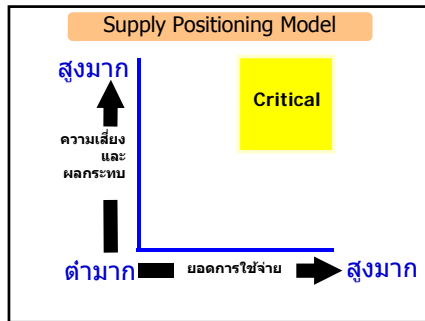 Supply Positioning Model
สูงมาก
Critical
ความเสี่ยง
และ
ผลกระทบ
ต่ำมาก
ยอดการใช้จ่าย
สูงมาก